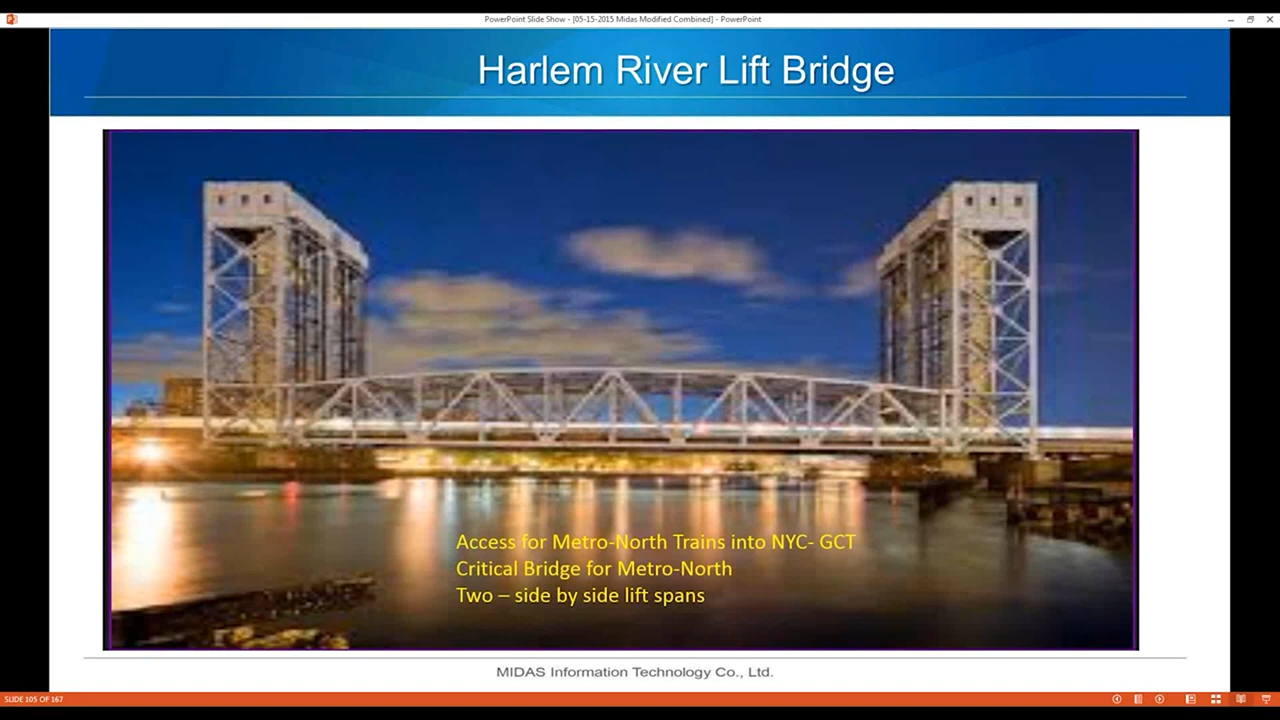 PowerPoint Slide Show - [05-15-2015 Midas Modified Combined] - PowerPoint
Harlem River Lift Bridge
Access for Metro-North Trains into NYC- GCT
Critical Bridge for Metro-North
Two – side by side lift spans
MIDAS Information Technology Co., Ltd.
SLIDE 105 OF 167